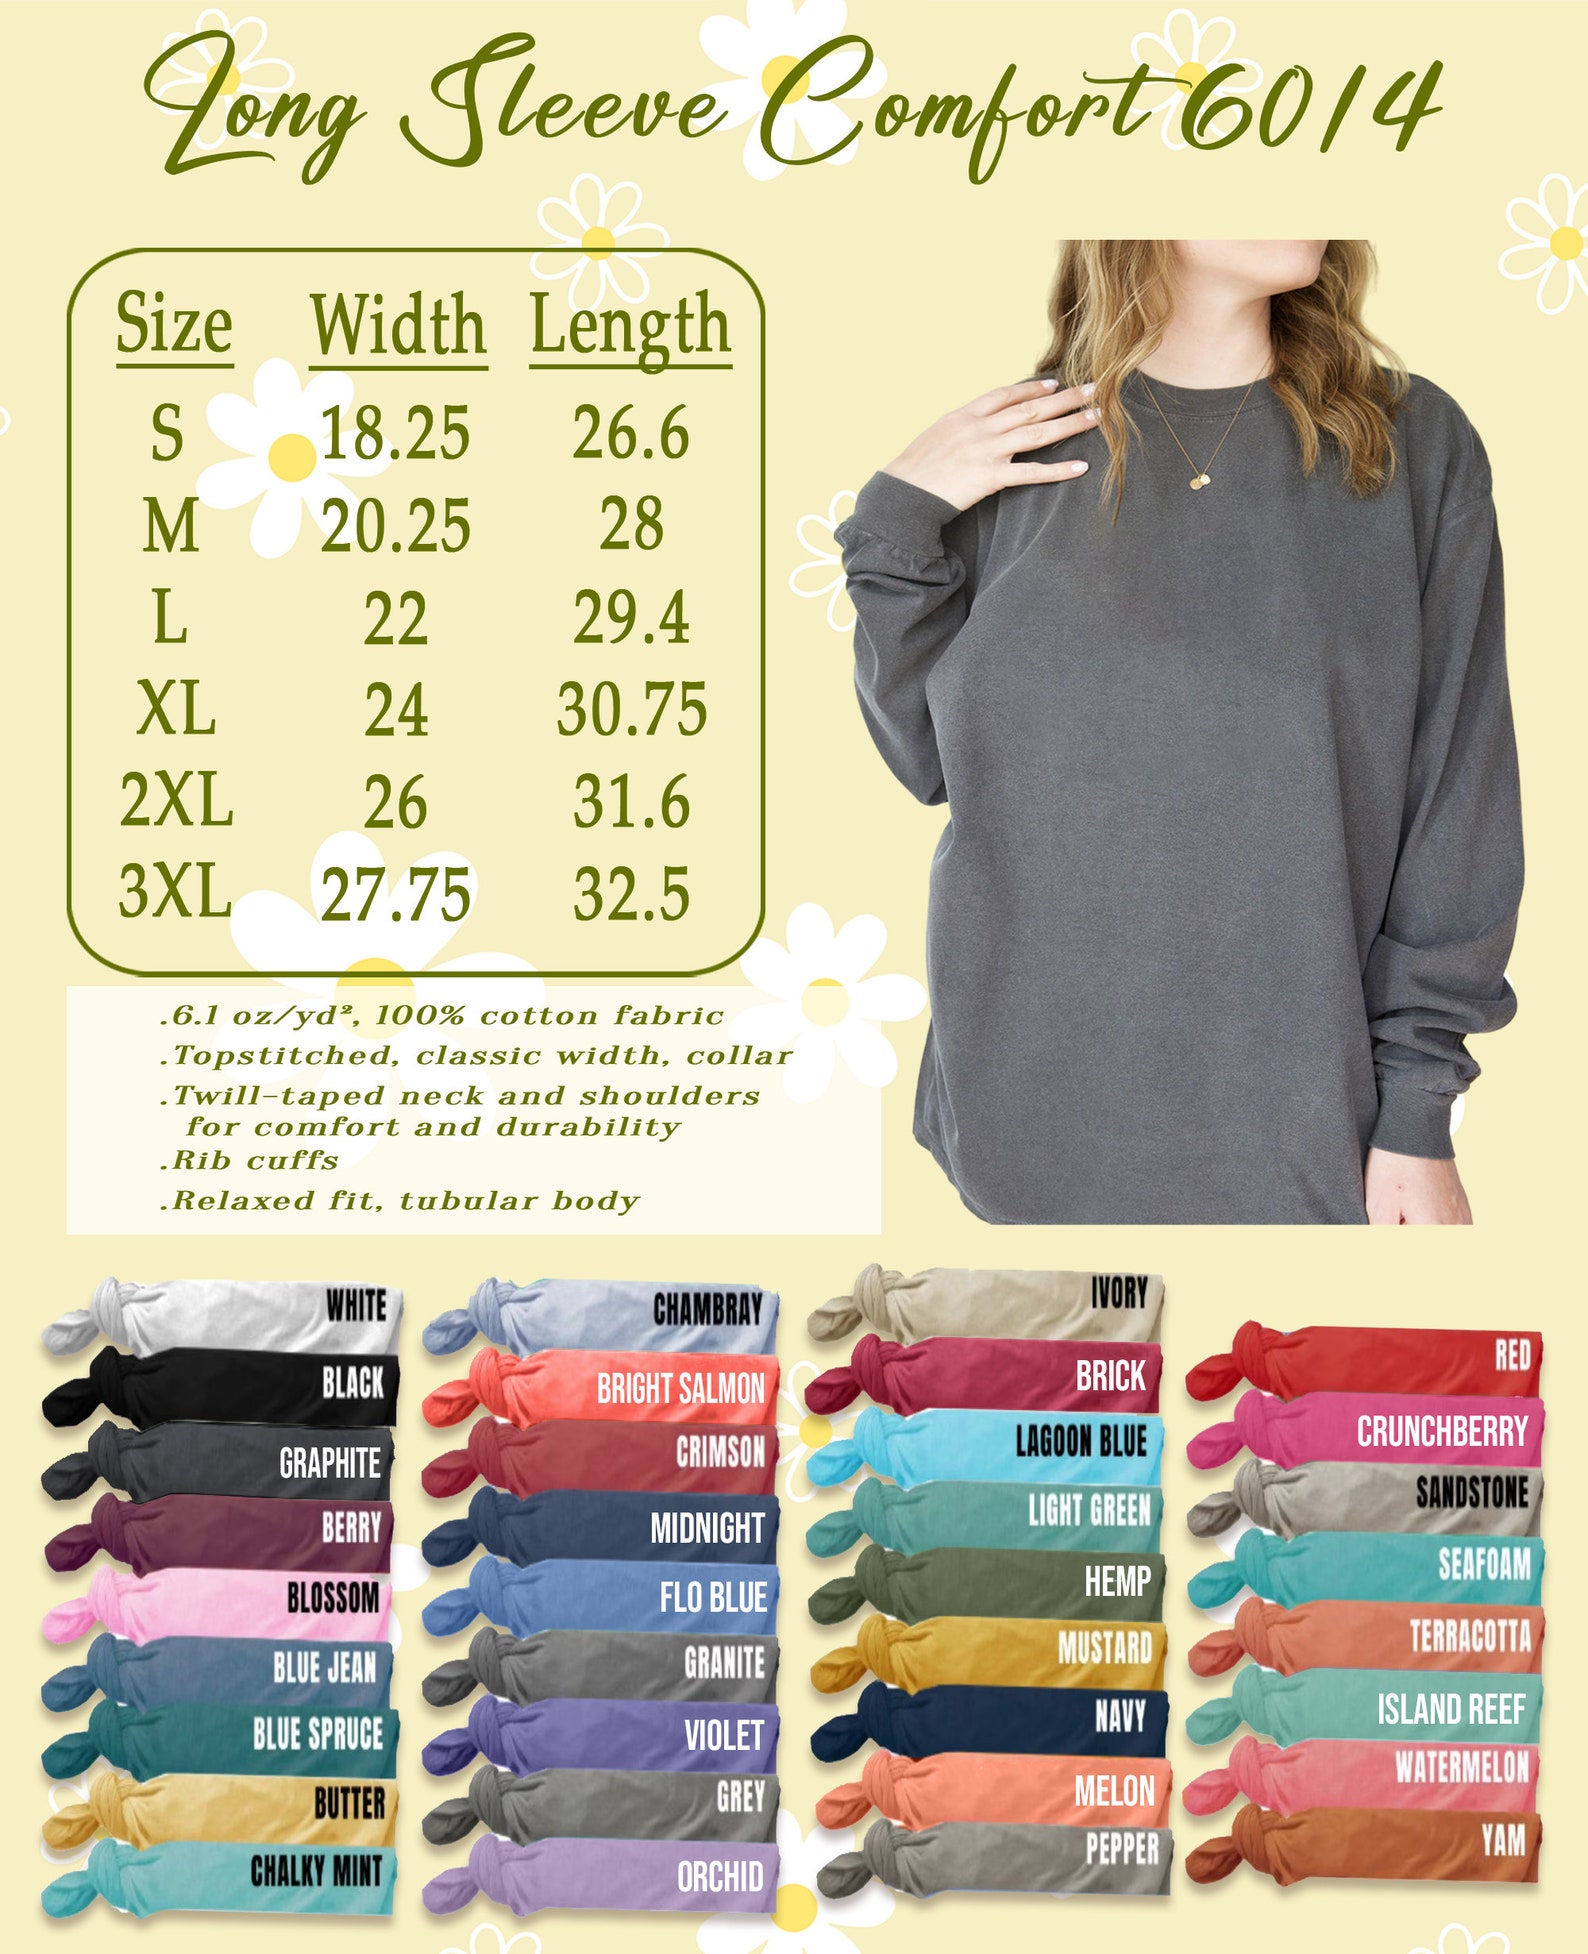 Long Sleeve Comfort 6014
Size Width Length
S 18.25 26.6
M 20.25 28
L 22 29.4
XL 24 30.75
2XL 26 31.6
3XL 27.75 32.5
.6.1 oz/yd², 100% cotton fabric
.Topstitched, classic width, collar
.Twill-taped neck and shoulders
for comfort and durability
.Rib cuffs
.Relaxed fit, tubular body
WHITE
BLACK
GRAPHITE
BERRY
BLOSSOM
BLUE JEAN
BLUE SPRUCE
BUTTER
CHALKY MINT
CHAMBRAY
BRIGHT SALMON
CRIMSON
MIDNIGHT
FLO BLUE
GRANITE
VIOLET
GREY
ORCHID
IVORY
BRICK
LAGOON BLUE
LIGHT GREEN
HEMP
MUSTARD
NAVY
MELON
PEPPER
RED
CRUNCHBERRY
SANDSTONE
SEAFOAM
TERRACOTTA
ISLAND REEF
WATERMELON
YAM